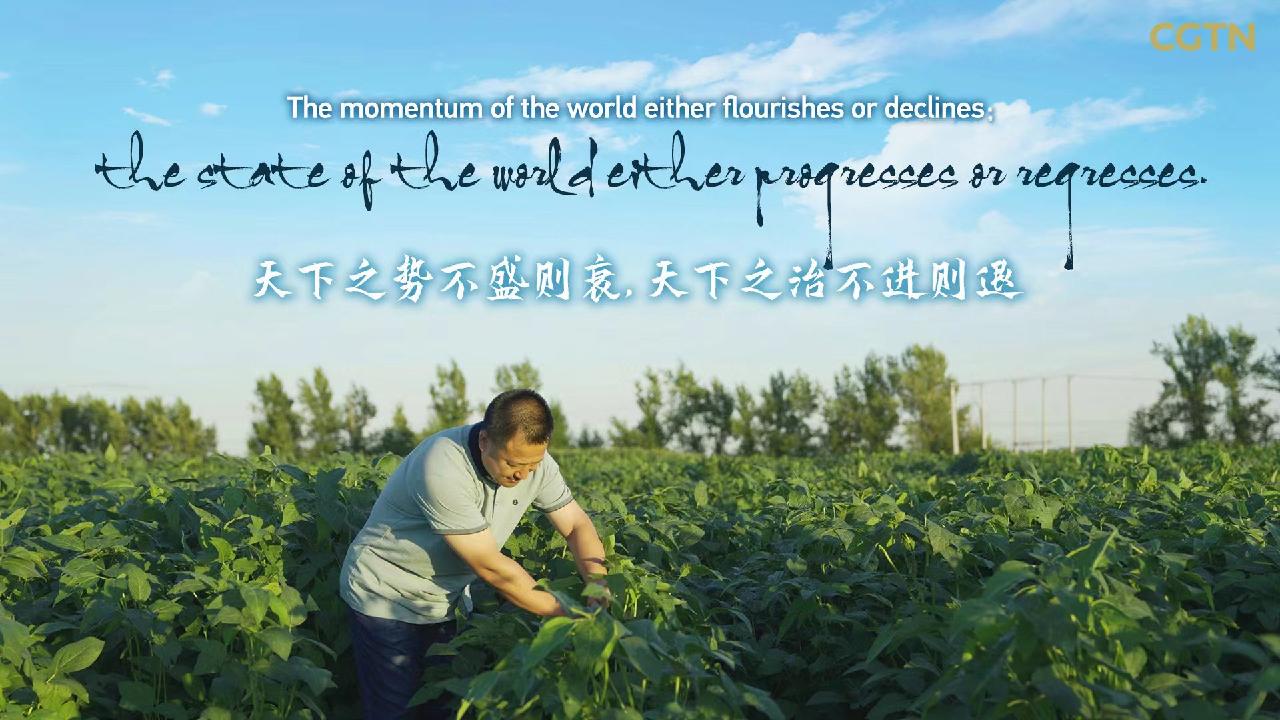 CGTN
The momentum of the world either flourishes or declines;
the state of the world either progresses or regresses.
天下之势不盛则衰,天下之治不进则退